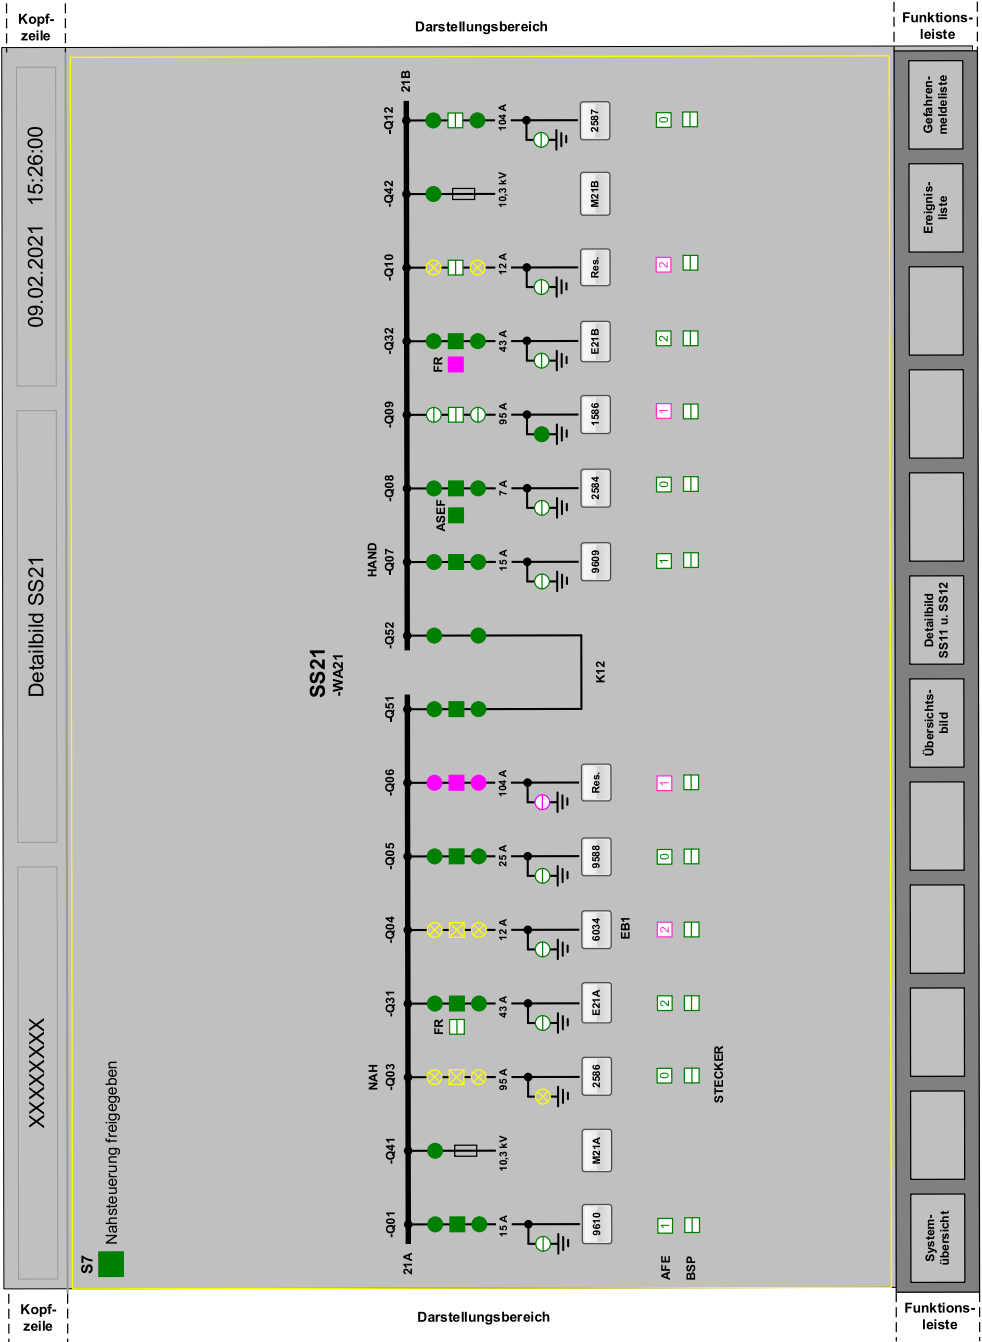 Kopf-
zeile
Darstellungsbereich
Funktions-
leiste
XXXXXXXX
Detailbild SS21
09.02.2021 15:26:00
S7
Nahsteuerung freigegeben
SS21
-WA21
NAH
HAND
21A
-Q01
-Q41
-Q03
-Q31
-Q04
-Q05
-Q06
-Q51
-Q52
-Q07
-Q08
-Q09
-Q32
-Q10
-Q42
-Q12
21B
FR
ASEF
FR
15 A
10,3 kV
95 A
43 A
12 A
25 A
104 A
15 A
7 A
95 A
43 A
12 A
10,3 kV
104 A
9610
M21A
2586
E21A
6034
9588
Res.
K12
9609
2584
1586
E21B
Res.
M21B
2587
EB1
AFE
1
0
2
2
0
1
1
0
1
2
2
0
BSP
STECKER
System-
übersicht
Übersichts-
bild
Detailbild
SS11 u. SS12
Ereignis-
liste
Gefahren-
meldeliste
Kopf-
zeile
Darstellungsbereich
Funktions-
leiste